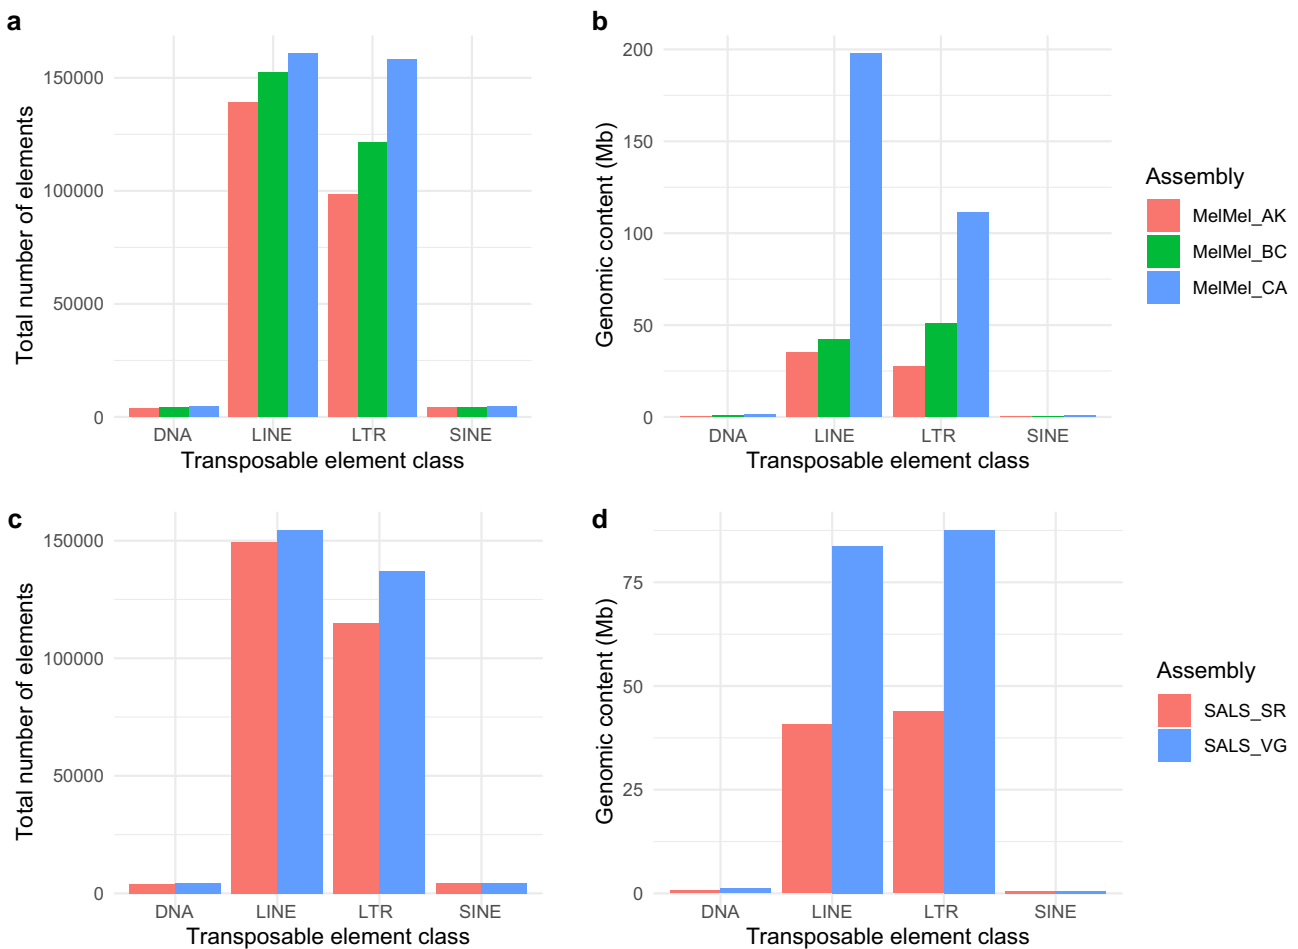 a
Total number of elements
150000
100000
50000
0
DNA LINE LTR SINE
Transposable element class
b
Genomic content (Mb)
200
150
100
50
0
DNA LINE LTR SINE
Transposable element class
Assembly
MelMel_AK
MelMel_BC
MelMel_CA
c
Total number of elements
150000
100000
50000
0
DNA LINE LTR SINE
Transposable element class
d
Genomic content (Mb)
75
50
25
0
DNA LINE LTR SINE
Transposable element class
Assembly
SALS_SR
SALS_VG